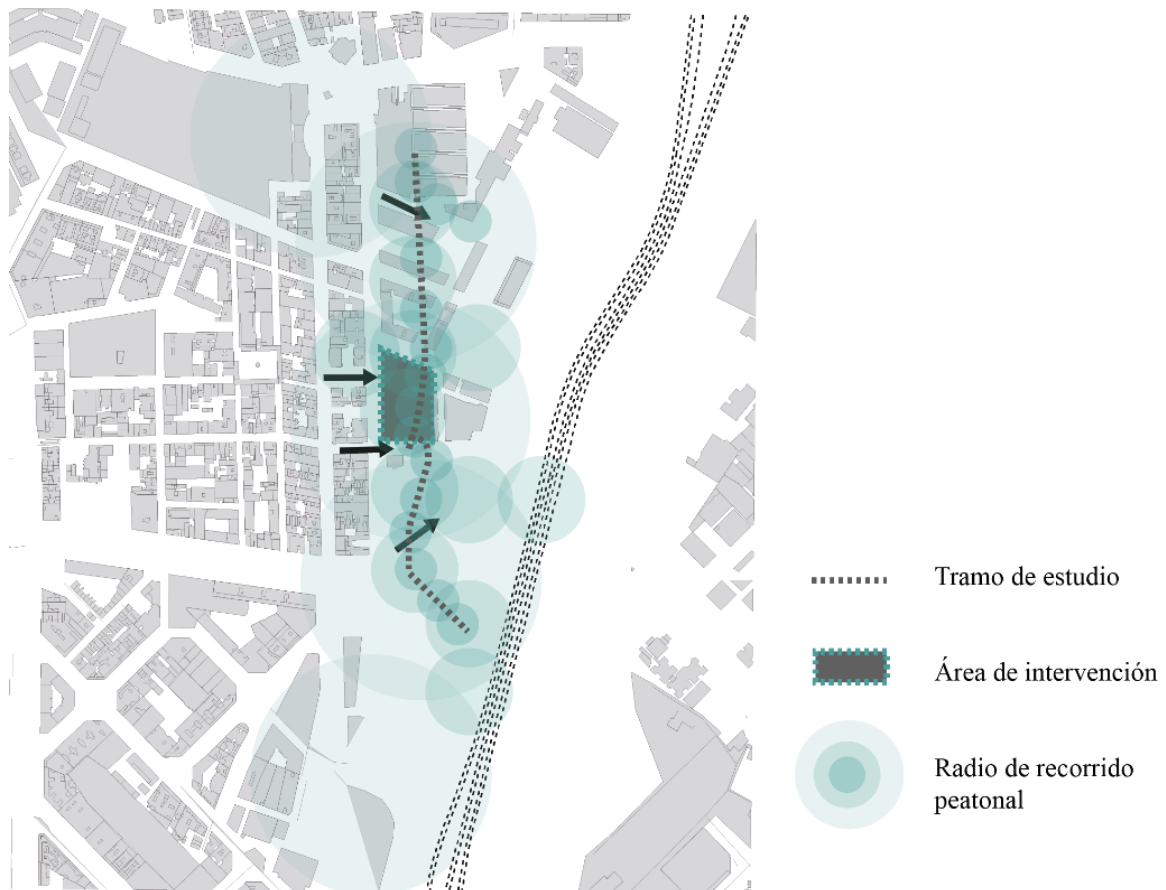 Tramo de estudio
Área de intervención
Radio de recorrido
peatonal